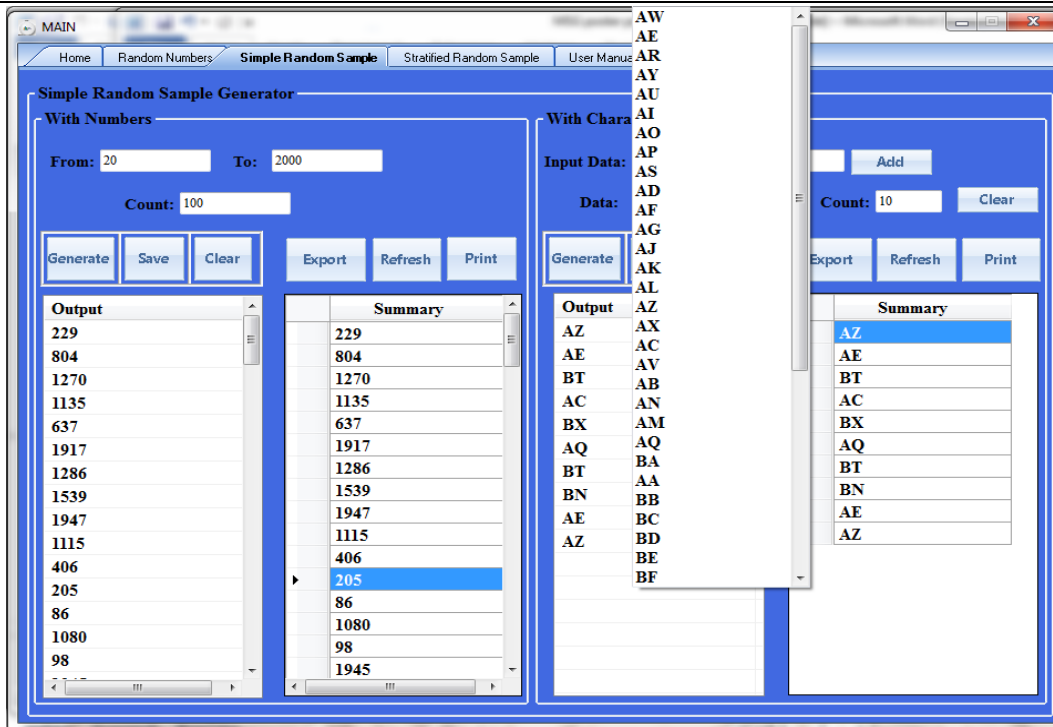 MAIN
Home Random Numbers Simple Random Sample Stratified Random Sample User Manua
Simple Random Sample Generator
With Numbers
From: 20 To: 2000
Count: 100
Generate Save Clear Export Refresh Print
Output
229
804
1270
1135
637
1917
1286
1539
1947
1115
406
205
86
1080
98
Summary
229
804
1270
1135
637
1917
1286
1539
1947
1115
406
205
86
1080
98
1945
With Chara
Input Data: Add
Data: Count: 10 Clear
Generate Export Refresh Print
Output
AZ
AE
BT
AC
BX
AQ
BT
BN
AE
AZ
AW
AE
AR
AY
AU
AI
AO
AP
AS
AD
AF
AG
AJ
AK
AL
AZ
AX
AC
AV
AB
AN
AM
AQ
BA
AA
BB
BC
BD
BE
BF
Summary
AZ
AE
BT
AC
BX
AQ
BT
BN
AE
AZ